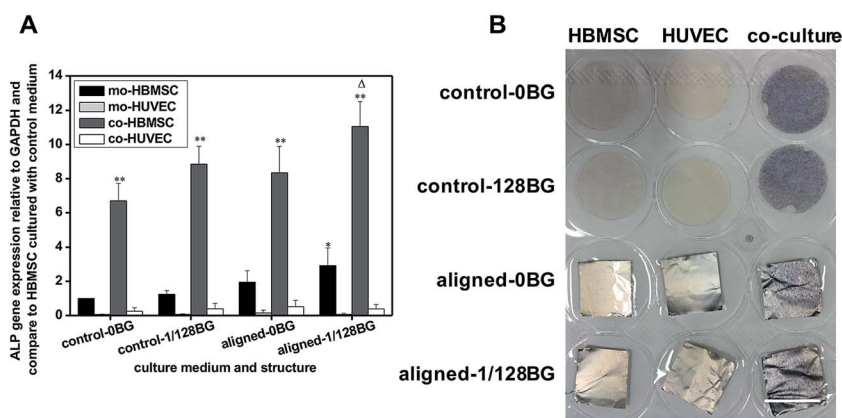 A
ALP gene expression relative to GAPDH and
compare to HBMSC cultured with control medium
14
12
10
8
6
4
2
0
mo-HBMSC
mo-HUVEC
co-HBMSC
co-HUVEC
**
**
**
*
Δ
**
control-0BG
control-1/128BG
aligned-0BG
aligned-1/128BG
culture medium and structure
B
HBMSC HUVEC co-culture
control-0BG
control-128BG
aligned-0BG
aligned-1/128BG